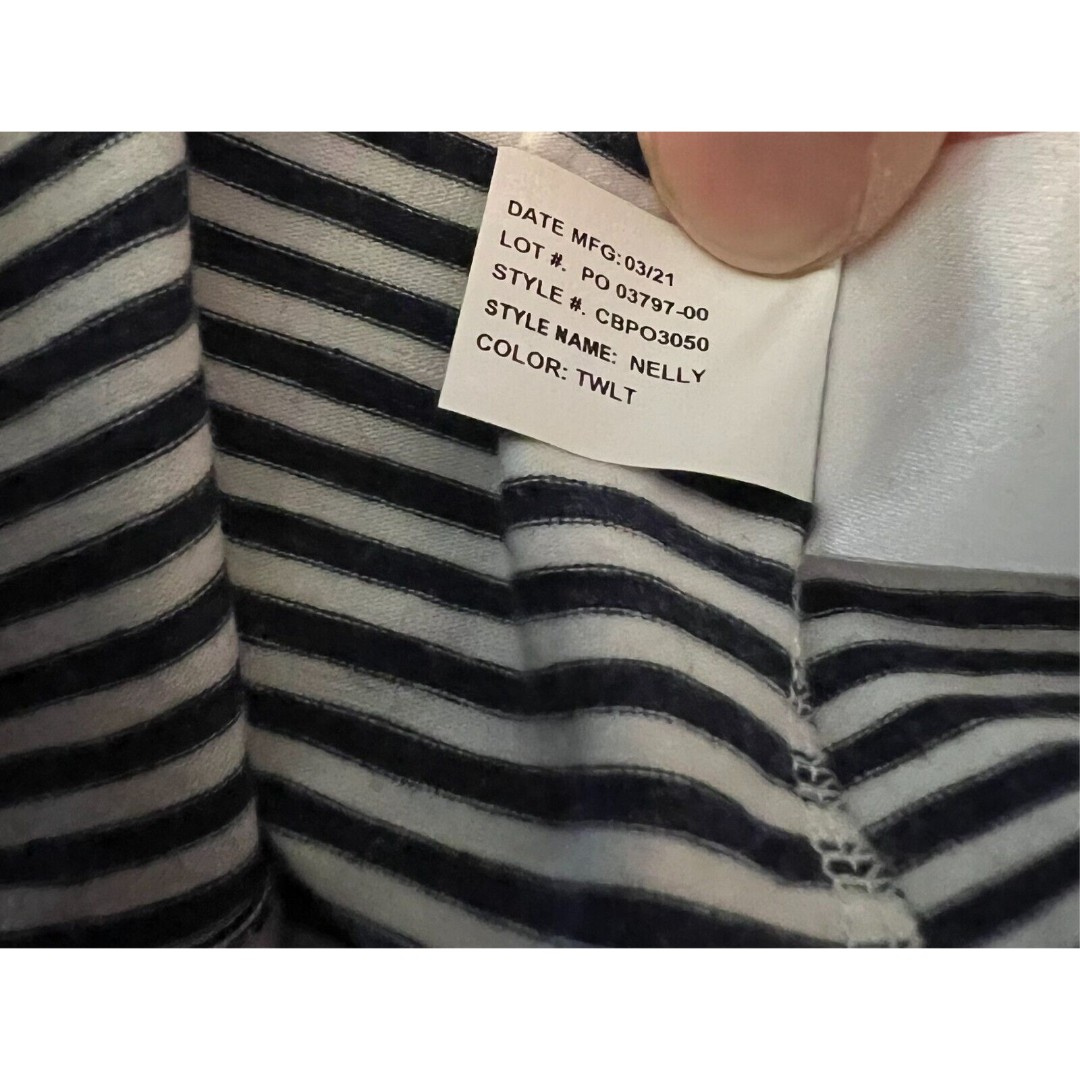 DATE MFG: 03/21
LOT #. PO 03797-00
STYLE #. CBPO3050
STYLE NAME: NELLY
COLOR: TWLT